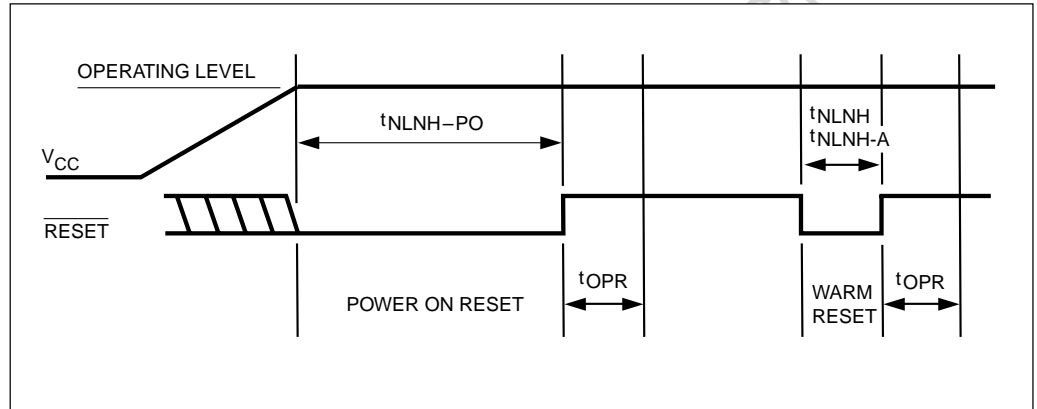 OPERATING LEVEL
tNLNH–PO
tNLNH
tNLNH-A
VCC
RESET
tOPR
POWER ON RESET
WARM
RESET
tOPR